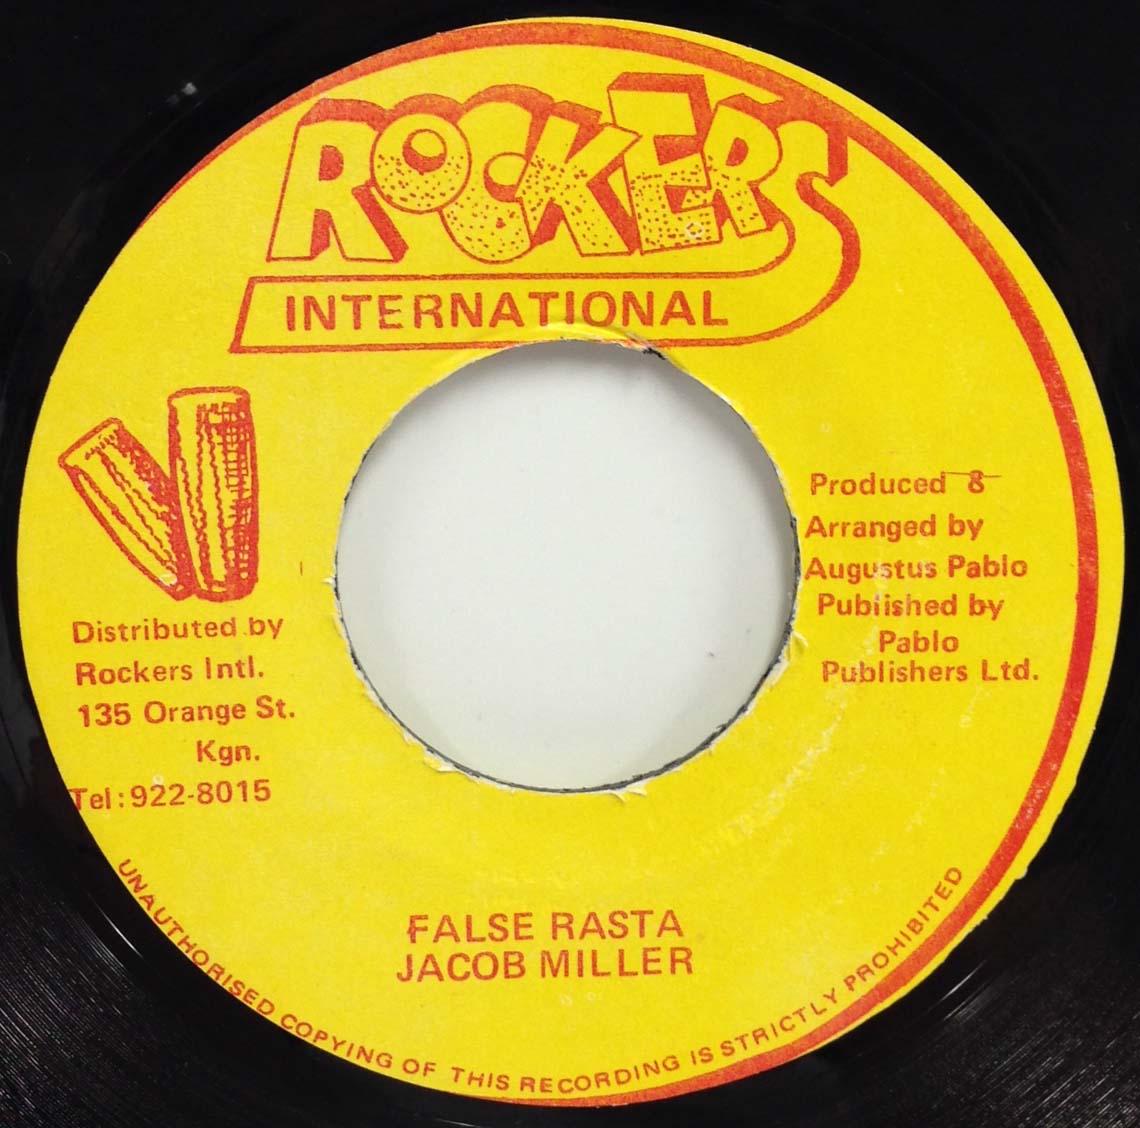 ROCKERS
INTERNATIONAL
Distributed by
Rockers Intl.
135 Orange St.
Kgn.
Tel:922-8015
Produced &
Arranged by
Augustus Pablo
Published by
Pablo
Publishers Ltd.
FALSE RASTA
JACOB MILLER
UNAUTHORISED COPYING OF THIS RECORDING IS STRICTLY PROHIBITED